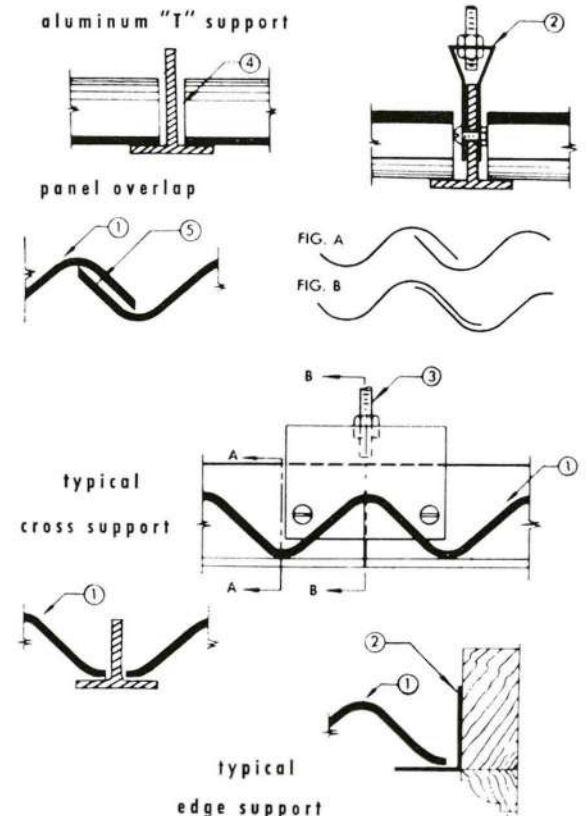 aluminum "T" support
②
④
panel overlap
①
⑤
FIG. A
FIG. B
B
③
A
①
typical
cross support
A
B
①
②
①
typical
edge support